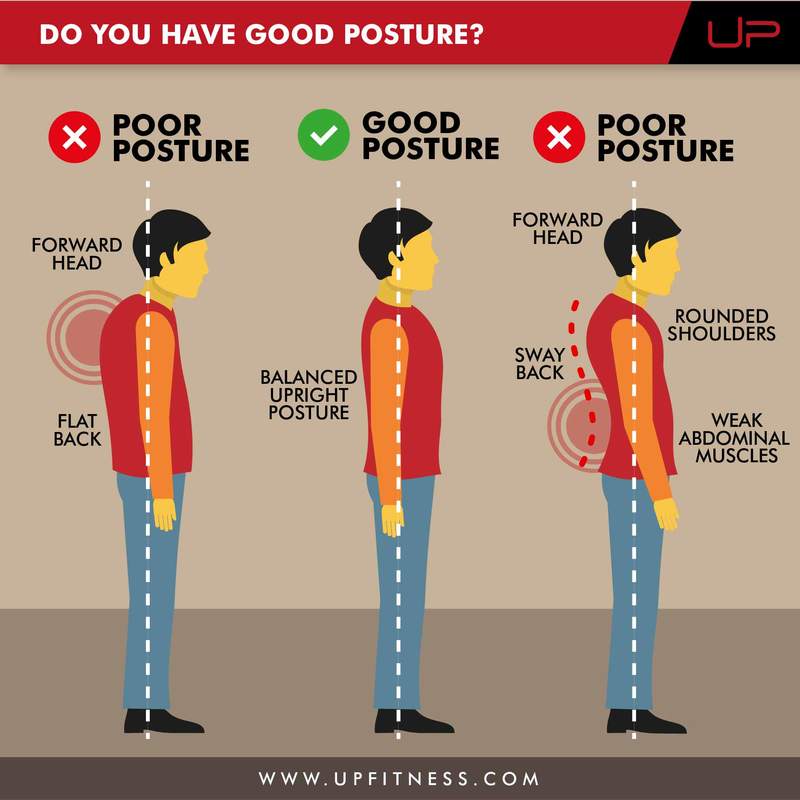 DO YOU HAVE GOOD POSTURE?
UP
POOR
POSTURE
GOOD
POSTURE
POOR
POSTURE
FORWARD
HEAD
FLAT
BACK
BALANCED
UPRIGHT
POSTURE
FORWARD
HEAD
ROUNDED
SHOULDERS
SWAY
BACK
WEAK
ABDOMINAL
MUSCLES
WWW.UPFITNESS.COM